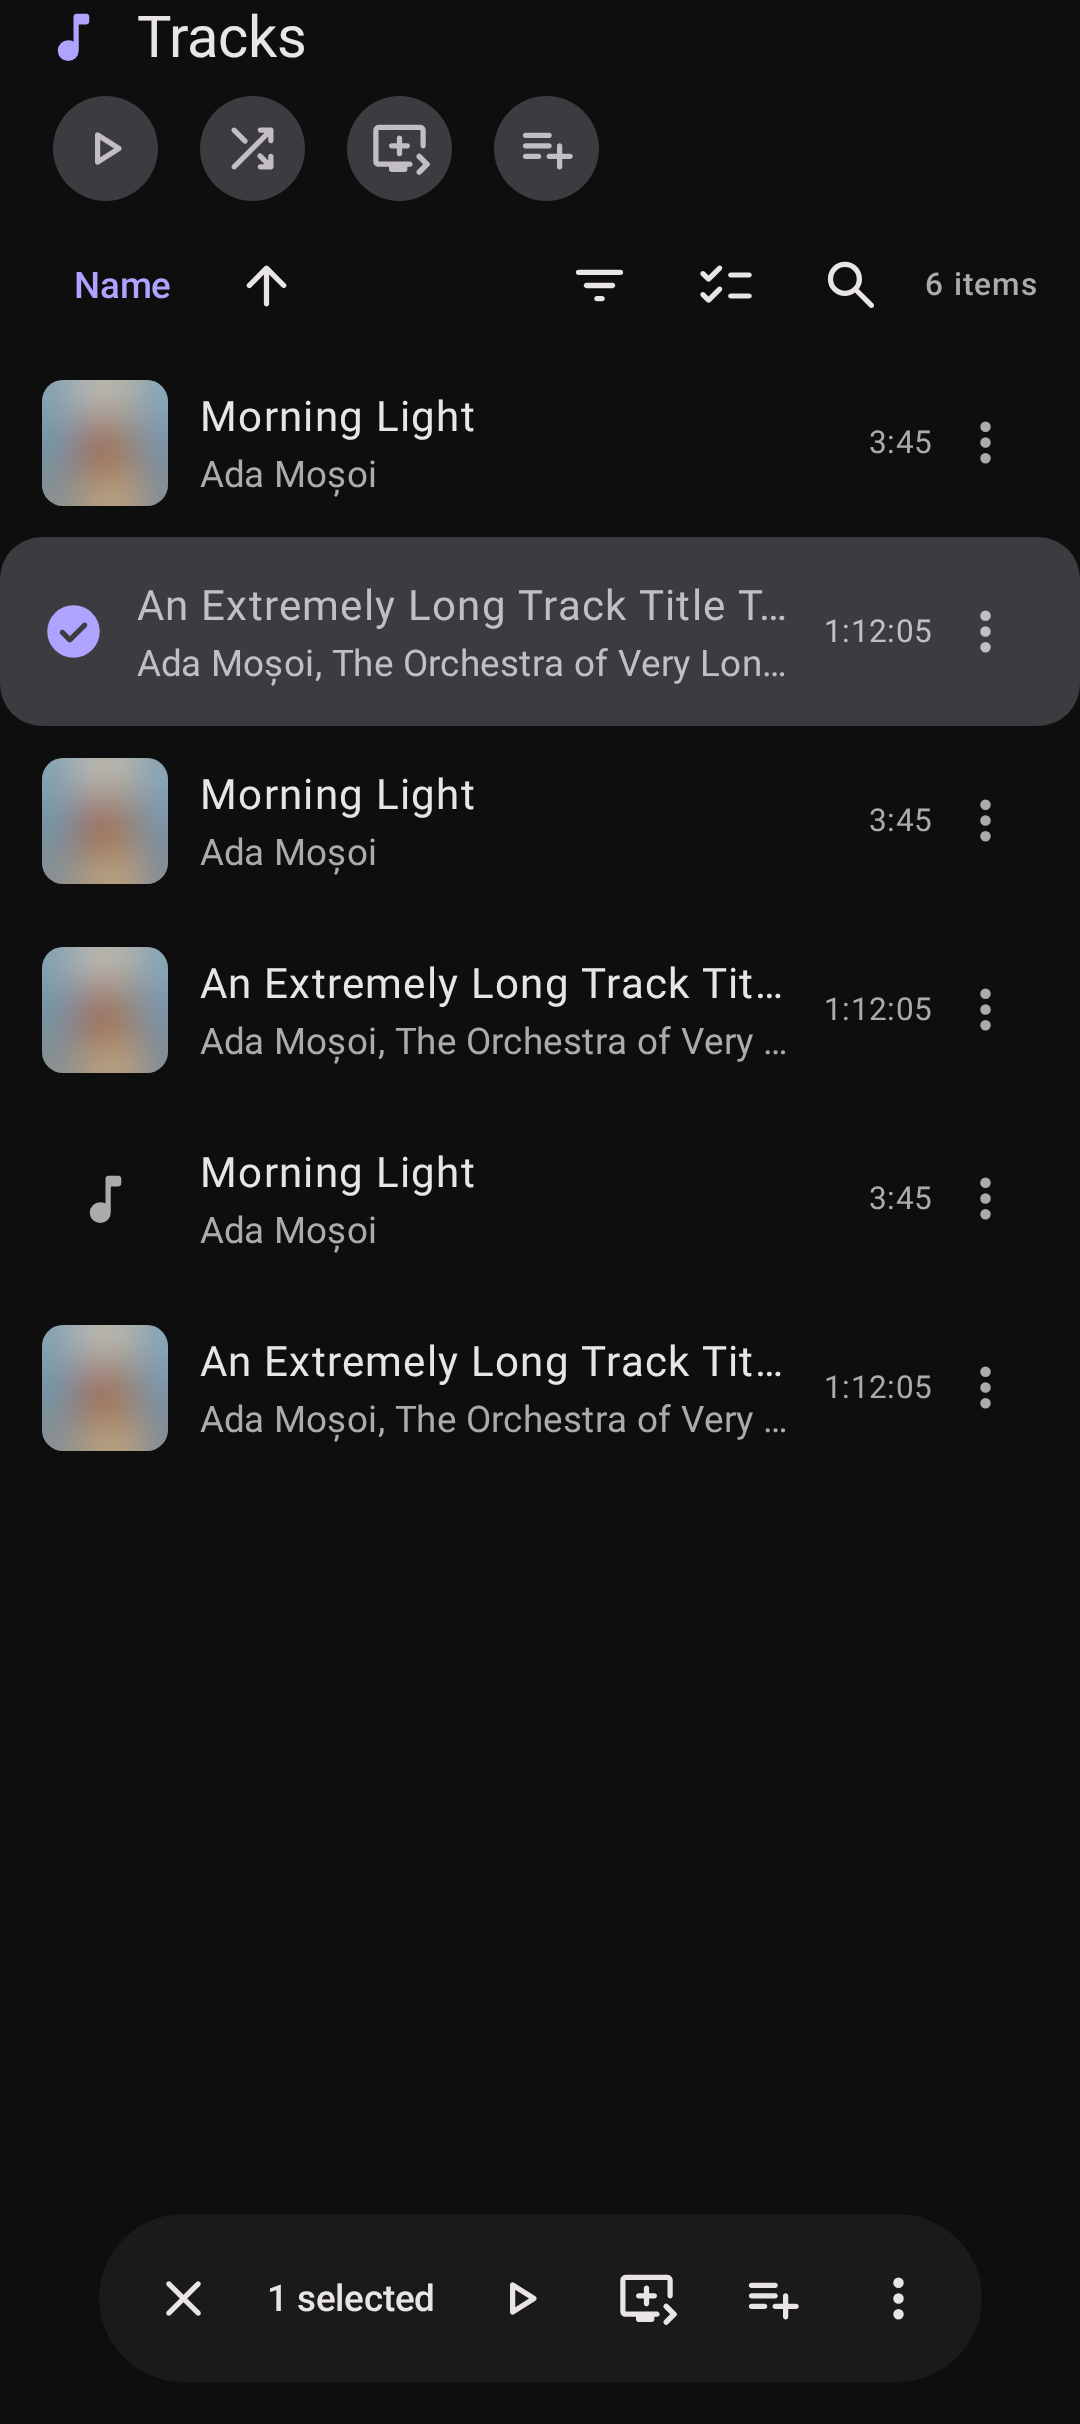 Tracks
Name
6 items
Morning Light
Ada Moșoi
3:45
An Extremely Long Track Title T…
Ada Moșoi, The Orchestra of Very Lon…
1:12:05
Morning Light
Ada Moșoi
3:45
An Extremely Long Track Tit…
Ada Moșoi, The Orchestra of Very …
1:12:05
Morning Light
Ada Moșoi
3:45
An Extremely Long Track Tit…
Ada Moșoi, The Orchestra of Very …
1:12:05
1 selected